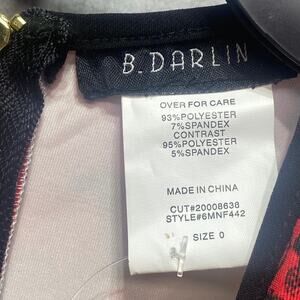 B. DARLIN
OVER FOR CARE
93%POLYESTER
7%SPANDEX
CONTRAST
95%POLYESTER
5%SPANDEX
MADE IN CHINA
CUT#20008638
STYLE#6MNF442
SIZE 0